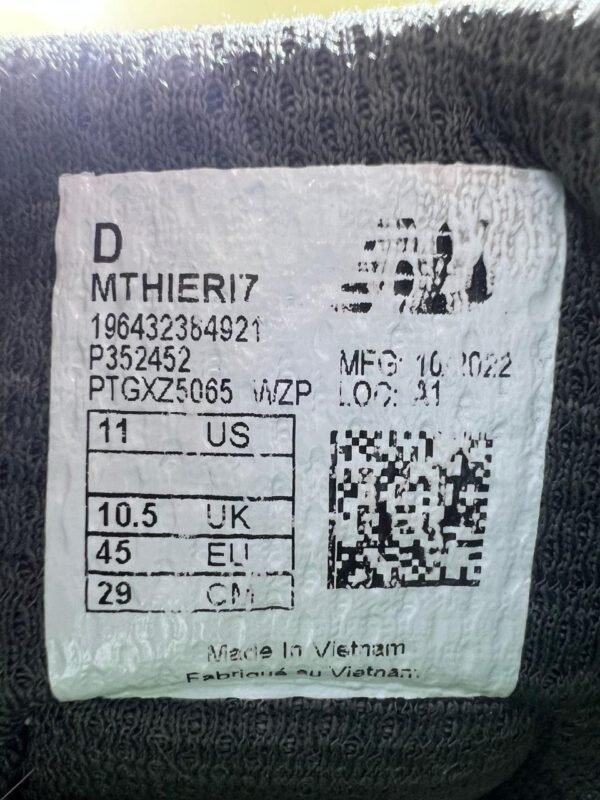 D
MTHIERI7
196432384921
P352452
PTGXZ5065 WZP
MFG: 10/2022
LOC: A1
11 US
10.5 UK
45 EU
29 CM
Made In Vietnam
Fabriqué au Vietnam